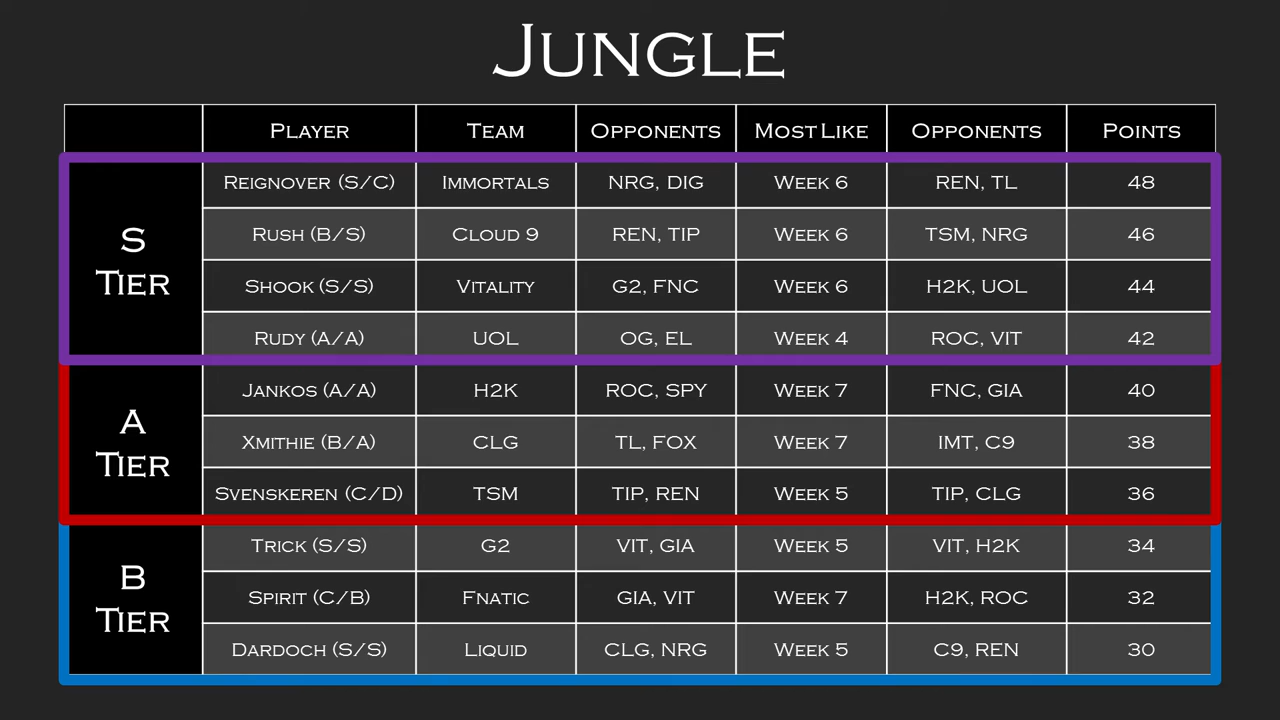 Jungle
Player Team Opponents Most Like Opponents Points
S Tier
Reignover (S/C) Immortals NRG, DIG Week 6 REN, TL 48
Rush (B/S) Cloud 9 REN, TIP Week 6 TSM, NRG 46
Shook (S/S) Vitality G2, FNC Week 6 H2K, UOL 44
Rudy (A/A) UOL OG, EL Week 4 ROC, VIT 42
A Tier
Jankos (A/A) H2K ROC, SPY Week 7 FNC, GIA 40
Xmithie (B/A) CLG TL, FOX Week 7 IMT, C9 38
Svenskeren (C/D) TSM TIP, REN Week 5 TIP, CLG 36
B Tier
Trick (S/S) G2 VIT, GIA Week 5 VIT, H2K 34
Spirit (C/B) Fnatic GIA, VIT Week 7 H2K, ROC 32
Dardoch (S/S) Liquid CLG, NRG Week 5 C9, REN 30